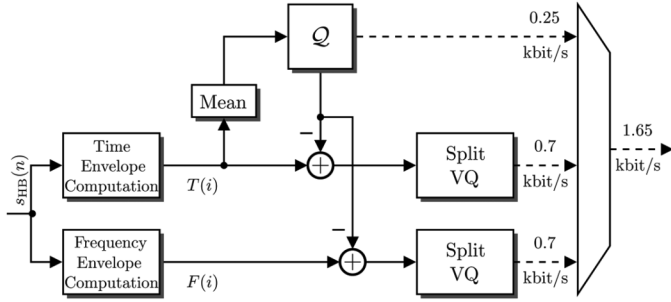 0.25
Q
kbit/s
Mean
−
0.7
1.65
Time
Envelope
Computation
T(i)
+
Split
VQ
kbit/s
kbit/s
s_HB(n)
−
0.7
Frequency
Envelope
Computation
F(i)
+
Split
VQ
kbit/s